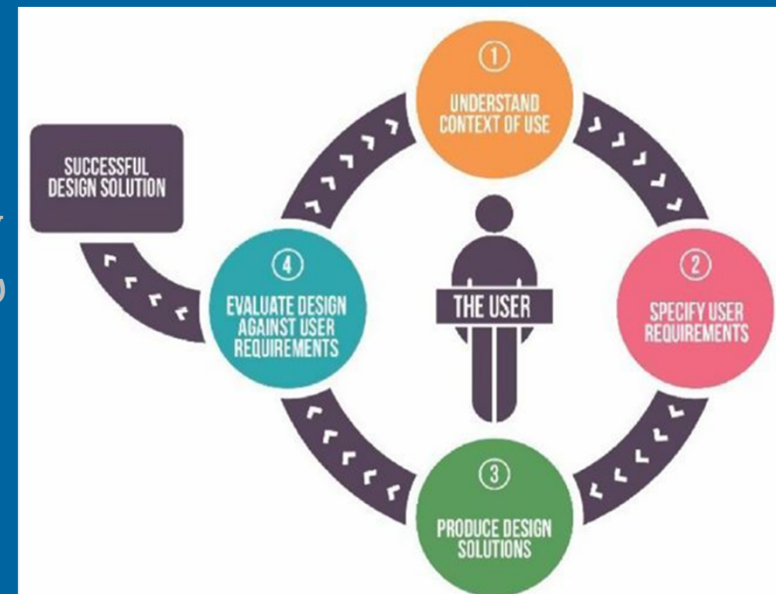 ①
UNDERSTAND
CONTEXT OF USE
SUCCESSFUL
DESIGN SOLUTION
②
SPECIFY USER
REQUIREMENTS
THE USER
④
EVALUATE DESIGN
AGAINST USER
REQUIREMENTS
③
PRODUCE DESIGN
SOLUTIONS